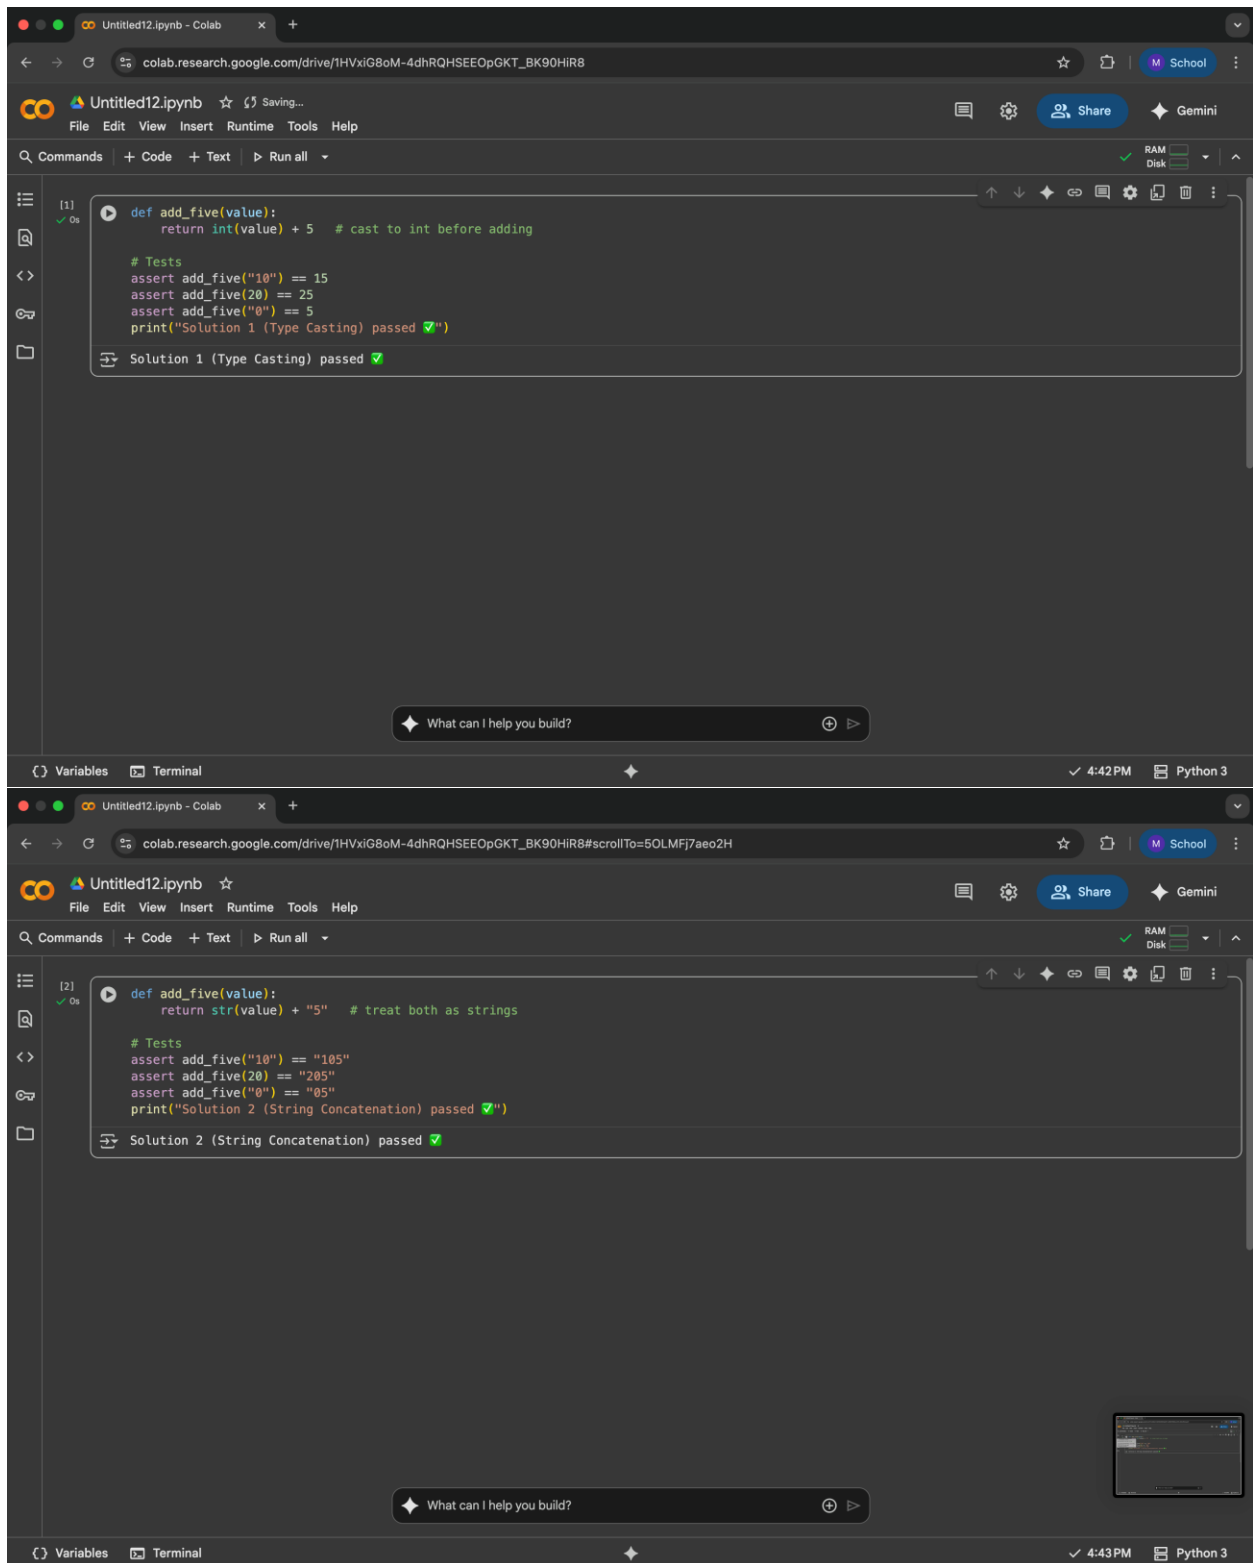 Untitled12.ipynb - Colab
colab.research.google.com/drive/1HVxiG8oM-4dhRQHSEEOpGKT_BK90HiR8
M School
Untitled12.ipynb Saving...
File Edit View Insert Runtime Tools Help
Share
Gemini
Commands + Code + Text Run all
RAM
Disk
[1]
0s
def add_five(value):
    return int(value) + 5   # cast to int before adding
# Tests
assert add_five("10") == 15
assert add_five(20) == 25
assert add_five("0") == 5
print("Solution 1 (Type Casting) passed ✅")
Solution 1 (Type Casting) passed ✅
What can I help you build?
Variables Terminal
4:42 PM Python 3
Untitled12.ipynb - Colab
colab.research.google.com/drive/1HVxiG8oM-4dhRQHSEEOpGKT_BK90HiR8#scrollTo=5OLMFj7aeo2H
M School
Untitled12.ipynb
File Edit View Insert Runtime Tools Help
Share
Gemini
Commands + Code + Text Run all
RAM
Disk
[2]
0s
def add_five(value):
    return str(value) + "5"   # treat both as strings
# Tests
assert add_five("10") == "105"
assert add_five(20) == "205"
assert add_five("0") == "05"
print("Solution 2 (String Concatenation) passed ✅")
Solution 2 (String Concatenation) passed ✅
What can I help you build?
Variables Terminal
4:43 PM Python 3